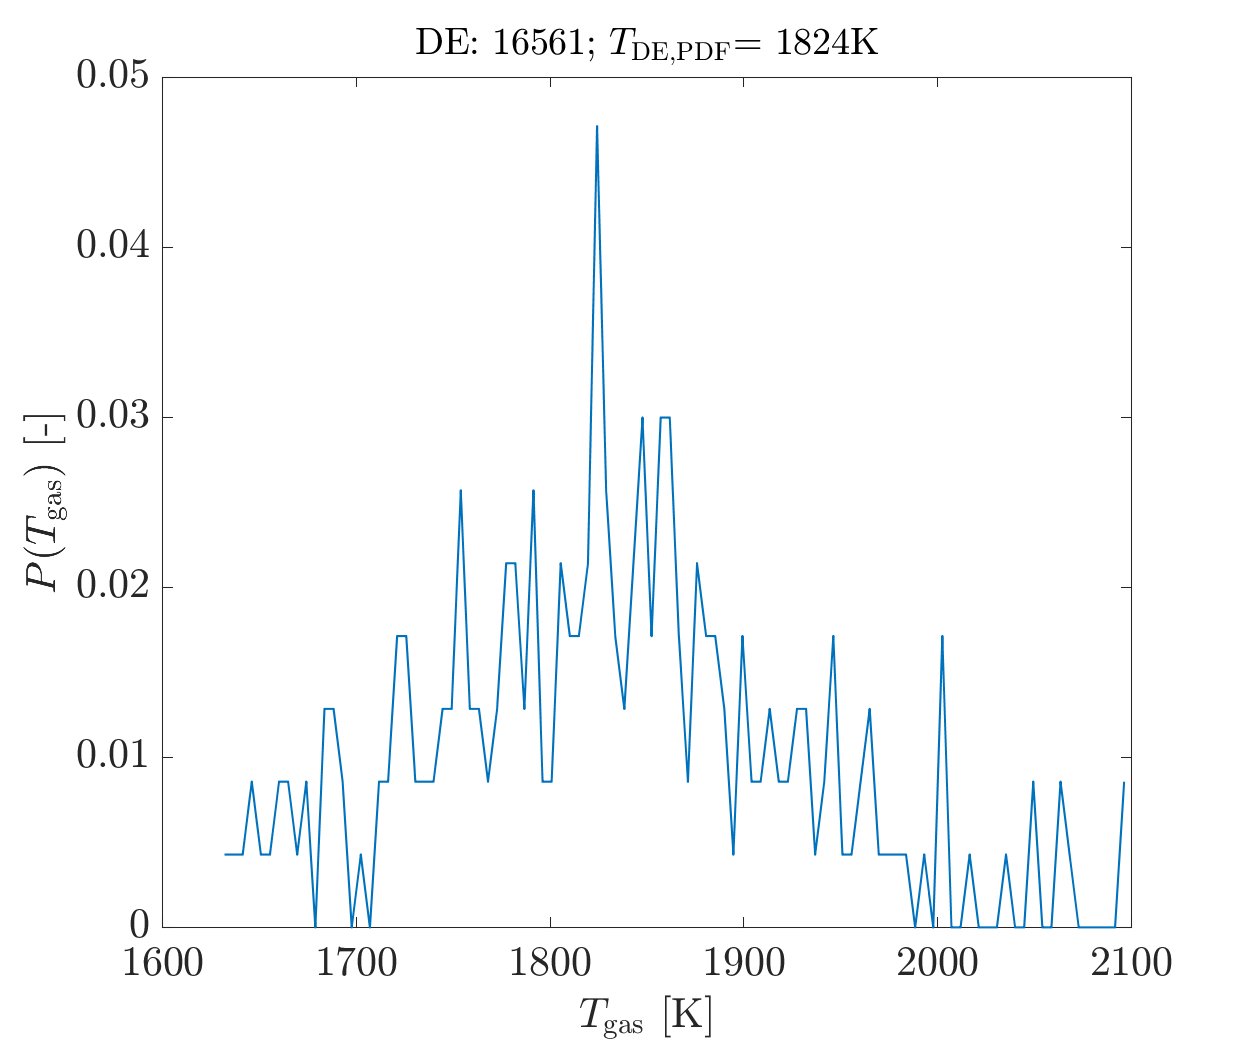 DE: 16561; T_DE,PDF= 1824K
0.05
0.04
0.03
0.02
0.01
0
P(T_gas) [-]
1600 1700 1800 1900 2000 2100
T_gas [K]